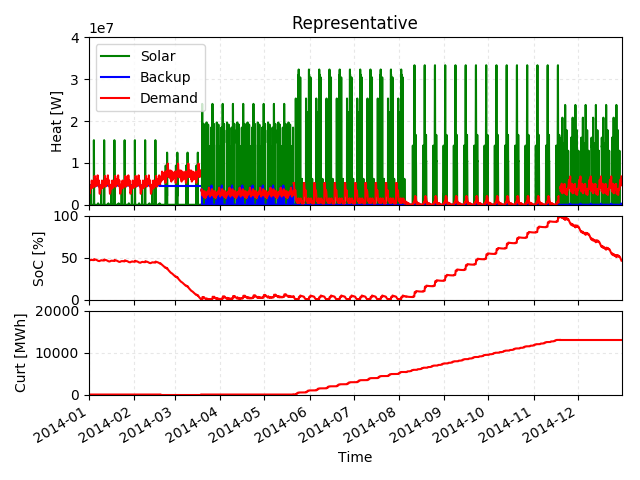 Representative
1e7
4
3
2
1
0
Heat [W]
Solar
Backup
Demand
100
50
0
SoC [%]
20000
10000
0
Curt [MWh]
2014-01
2014-02
2014-03
2014-04
2014-05
2014-06
2014-07
2014-08
2014-09
2014-10
2014-11
2014-12
Time